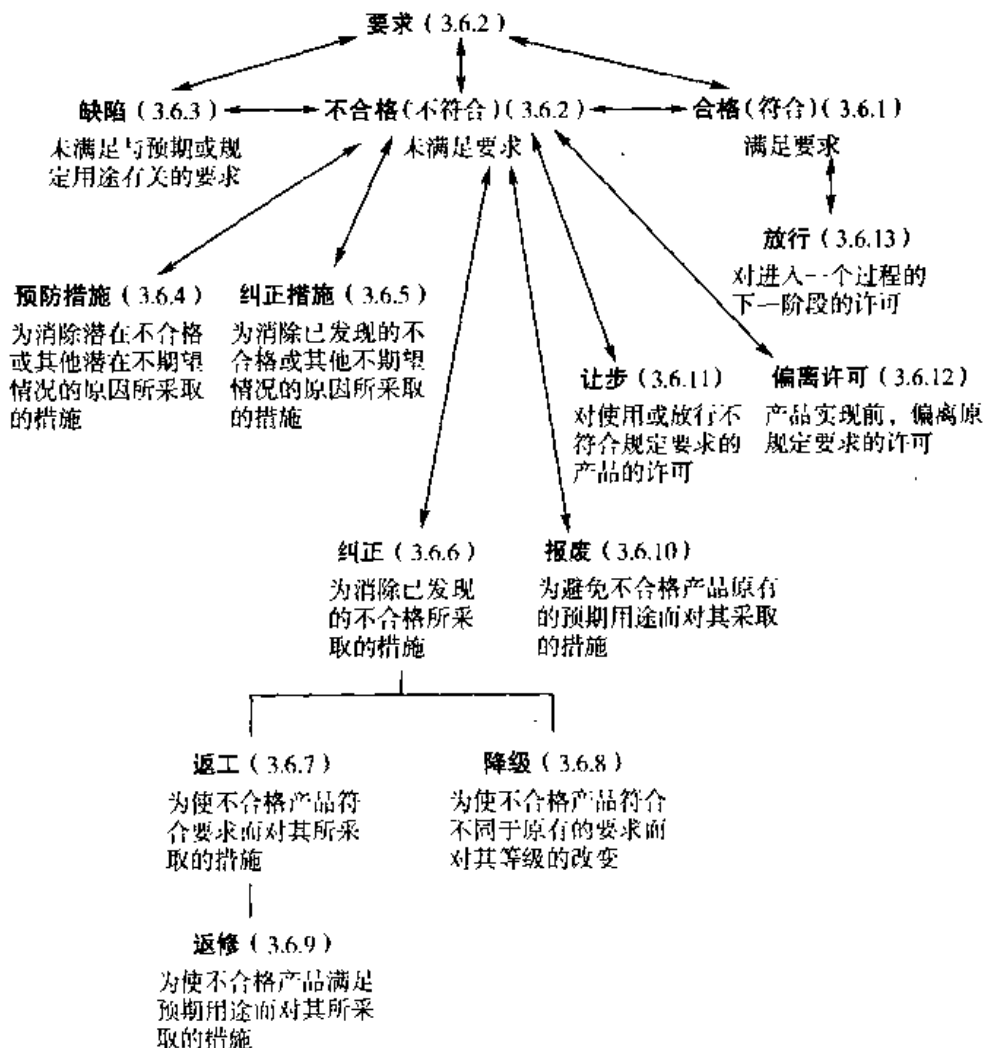 要求(3.6.2)
缺陷(3.6.3)
未满足与预期或规
定用途有关的要求
不合格(不符合)(3.6.2)
未满足要求
合格(符合)(3.6.1)
满足要求
放行(3.6.13)
对进入一个过程的
下一阶段的许可
预防措施(3.6.4)
为消除潜在不合格
或其他潜在不期望
情况的原因所采取
的措施
纠正措施(3.6.5)
为消除已发现的不
合格或其他不期望
情况的原因所采取
的措施
让步(3.6.11)
对使用或放行不
符合规定要求的
产品的许可
偏离许可(3.6.12)
产品实现前，偏离原
规定要求的许可
纠正(3.6.6)
为消除已发现
的不合格所采
取的措施
报废(3.6.10)
为避免不合格产品原有
的预期用途而对其采取
的措施
返工(3.6.7)
为使不合格产品符
合要求而对其所采
取的措施
降级(3.6.8)
为使不合格产品符合
不同于原有的要求而
对其等级的改变
返修(3.6.9)
为使不合格产品满足
预期用途而对其所采
取的措施